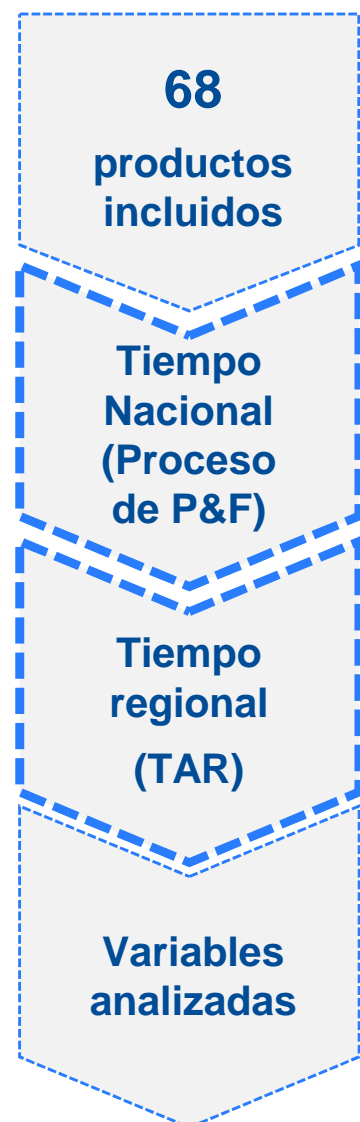 68
productos
incluidos
Tiempo
Nacional
(Proceso
de P&F)
Tiempo
regional
(TAR)
Variables
analizadas